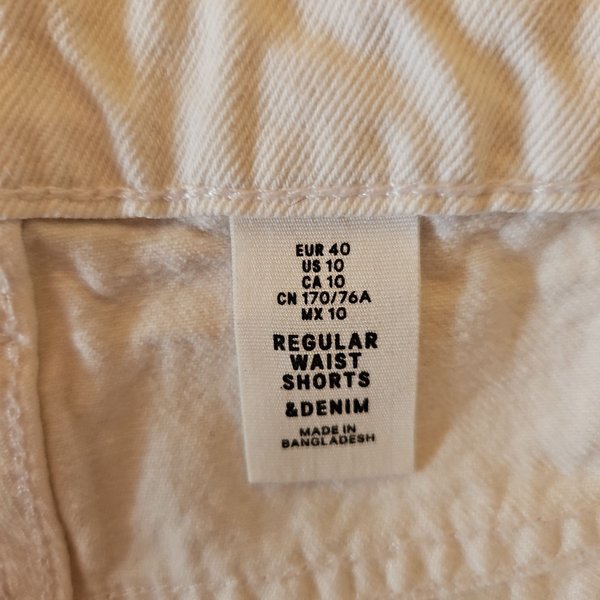 EUR 40
US 10
CA 10
CN 170/76A
MX 10
REGULAR
WAIST
SHORTS
&DENIM
MADE IN
BANGLADESH